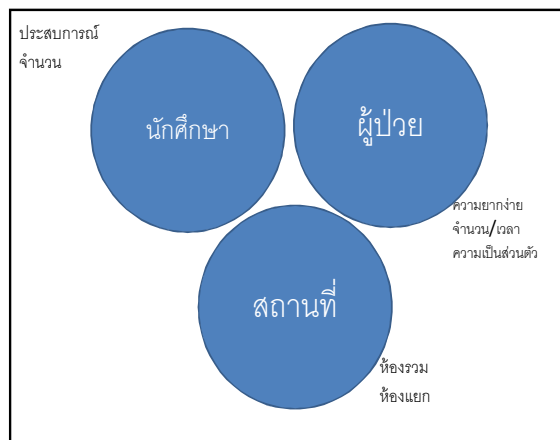 ประสบการณ์
จำนวน
นักศึกษา
ผู้ป่วย
ความยากง่าย
จำนวน/เวลา
ความเป็นส่วนตัว
สถานที่
ห้องรวม
ห้องแยก